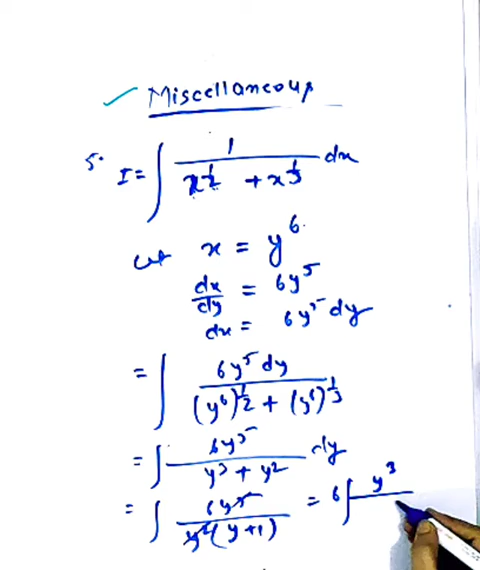 Miscellaneous
5. I = ∫ 1/(x^(1/2) + x^(1/3)) dx
Let x = y^6.
dx/dy = 6y^5
dx = 6y^5 dy
= ∫ 6y^5 dy/((y^6)^(1/2) + (y^6)^(1/3))
= ∫ 6y^5/(y^3 + y^2) dy
= ∫ 6y^5/(y^2(y+1)) = 6∫ y^3/